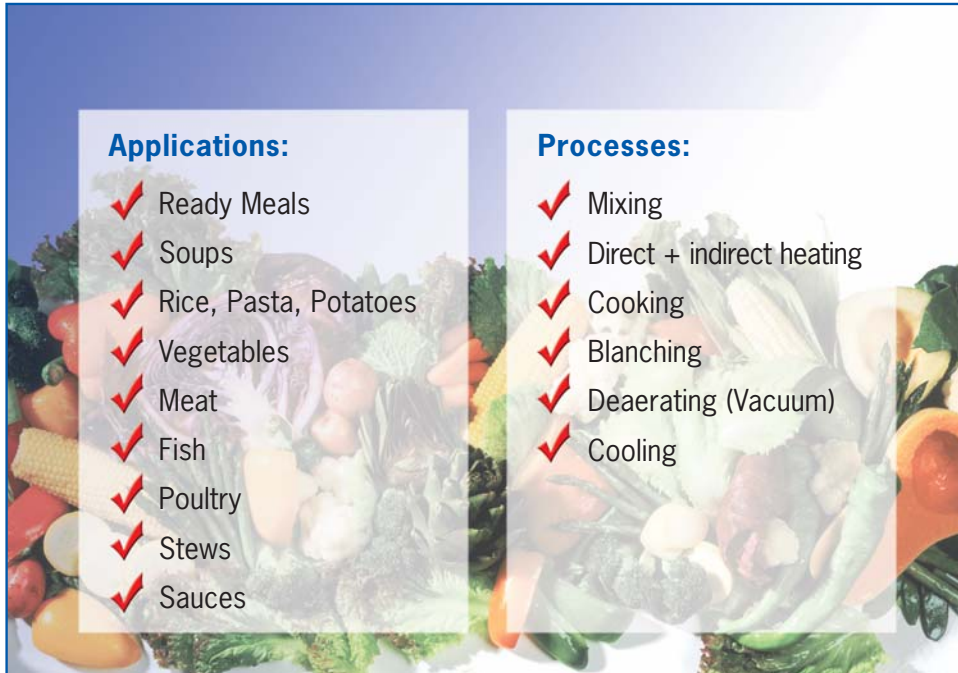 Applications:
Ready Meals
Soups
Rice, Pasta, Potatoes
Vegetables
Meat
Fish
Poultry
Stews
Sauces
Processes:
Mixing
Direct + indirect heating
Cooking
Blanching
Deaerating (Vacuum)
Cooling